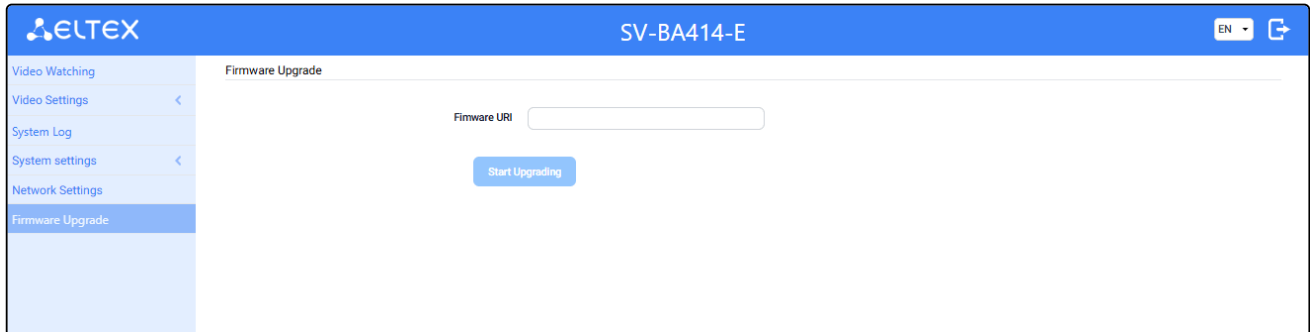 ELTEX
SV-BA414-E
EN
Video Watching
Video Settings
System Log
System settings
Network Settings
Firmware Upgrade
Firmware Upgrade
Fimware URI
Start Upgrading